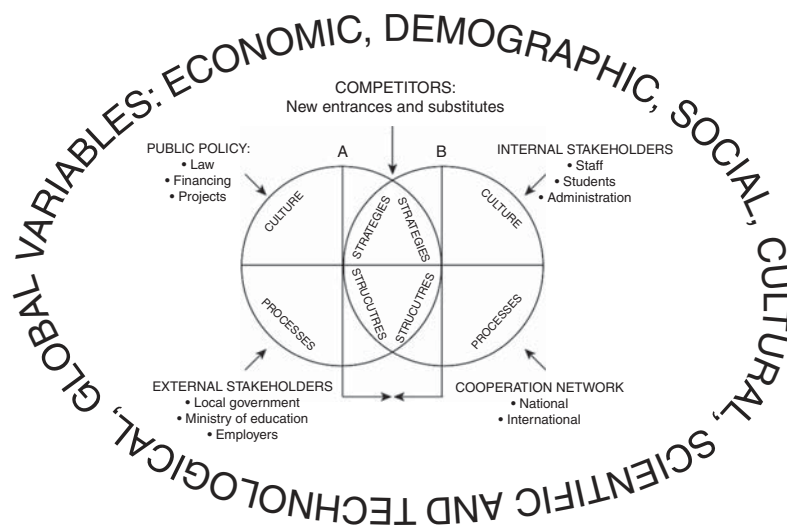 GLOBAL VARIABLES: ECONOMIC, DEMOGRAPHIC, SOCIAL, CULTURAL, SCIENTIFIC AND TECHNOLOGICAL,
COMPETITORS:
New entrances and substitutes
PUBLIC POLICY:
• Law
• Financing
• Projects
A
B
INTERNAL STAKEHOLDERS
• Staff
• Students
• Administration
CULTURE
STRATEGIES
STRATEGIES
CULTURE
PROCESSES
STRUCUTRES
STRUCUTRES
PROCESSES
EXTERNAL STAKEHOLDERS
• Local government
• Ministry of education
• Employers
COOPERATION NETWORK
• National
• International